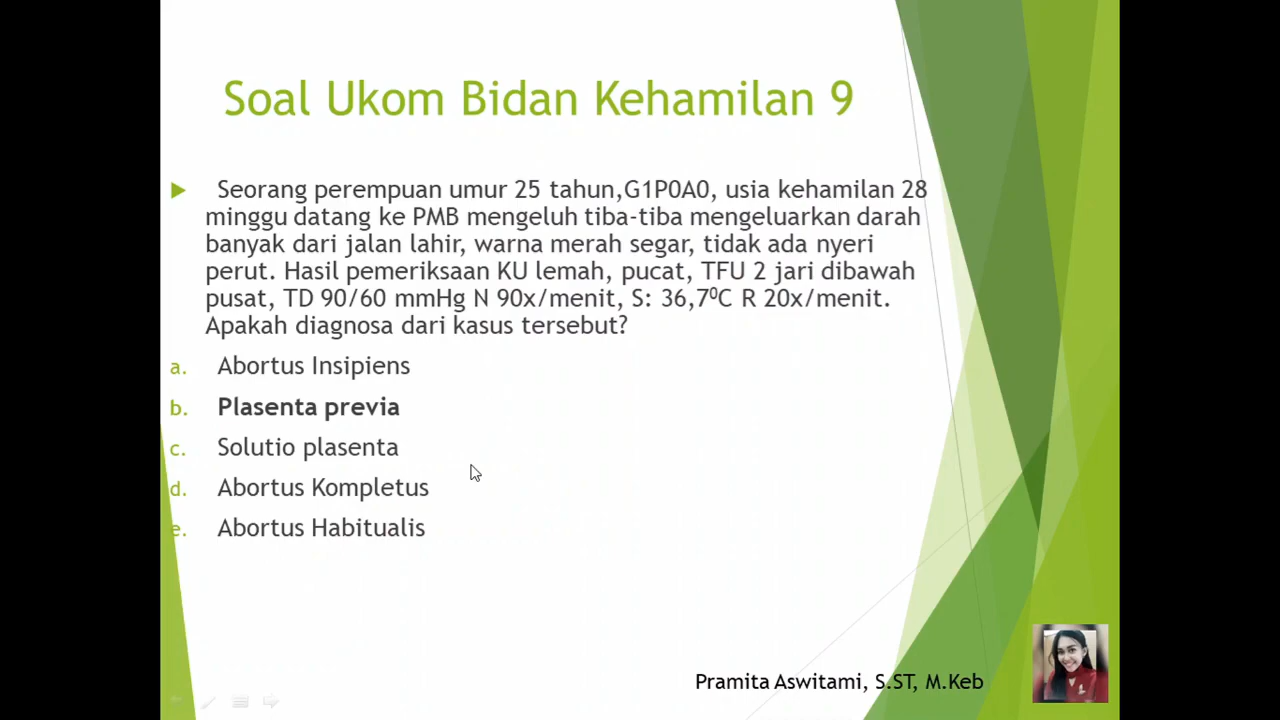 Soal Ukom Bidan Kehamilan 9
Seorang perempuan umur 25 tahun,G1P0A0, usia kehamilan 28
minggu datang ke PMB mengeluh tiba-tiba mengeluarkan darah
banyak dari jalan lahir, warna merah segar, tidak ada nyeri
perut. Hasil pemeriksaan KU lemah, pucat, TFU 2 jari dibawah
pusat, TD 90/60 mmHg N 90x/menit, S: 36,7⁰C R 20x/menit.
Apakah diagnosa dari kasus tersebut?
a. Abortus Insipiens
b. Plasenta previa
c. Solutio plasenta
d. Abortus Kompletus
e. Abortus Habitualis
Pramita Aswitami, S.ST, M.Keb